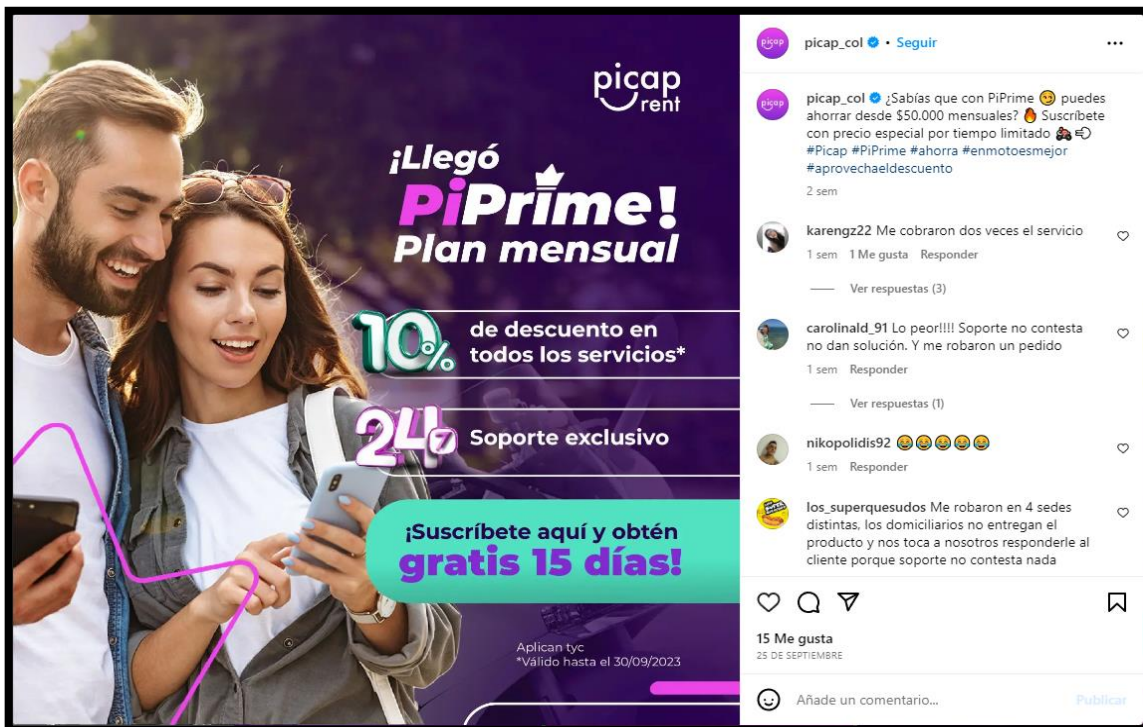 picap
rent
¡Llegó
PiPrime!
Plan mensual
10%
de descuento en
todos los servicios*
24/7
Soporte exclusivo
¡Suscríbete aquí y obtén
gratis 15 días!
Aplican tyc
*Válido hasta el 30/09/2023
picap
picap_col • Seguir
picap
picap_col ¿Sabías que con PiPrime 😏 puedes
ahorrar desde $50.000 mensuales? 🔥 Suscríbete
con precio especial por tiempo limitado 🏍️💨
#Picap #PiPrime #ahorra #enmotoesmejor
#aprovechaeldescuento
2 sem
karengz22 Me cobraron dos veces el servicio
1 sem 1 Me gusta Responder
Ver respuestas (3)
carolinald_91 Lo peor!!!! Soporte no contesta
no dan solución. Y me robaron un pedido
1 sem Responder
Ver respuestas (1)
nikopolidis92 😂😂😂😂😂
1 sem Responder
los_superquesudos Me robaron en 4 sedes
distintas, los domiciliarios no entregan el
producto y nos toca a nosotros responderle al
cliente porque soporte no contesta nada
15 Me gusta
25 DE SEPTIEMBRE
Añade un comentario... Publicar